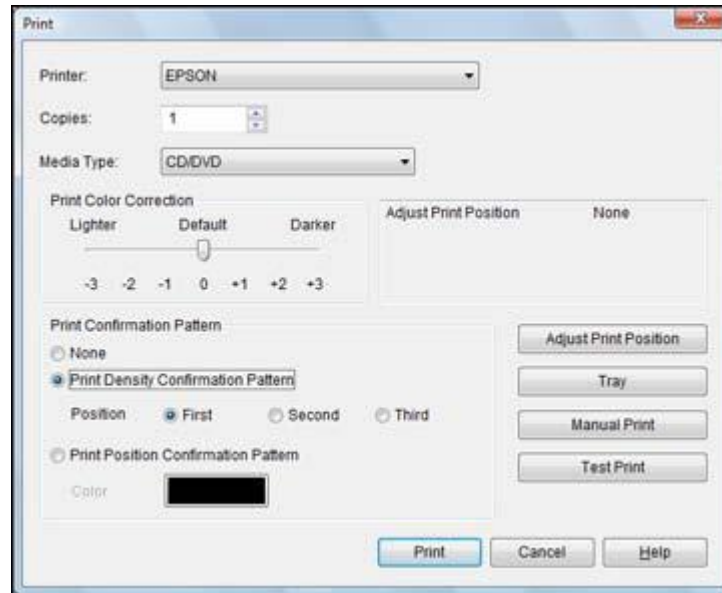 Print
Printer: EPSON
Copies: 1
Media Type: CD/DVD
Print Color Correction
Lighter Default Darker
-3 -2 -1 0 +1 +2 +3
Adjust Print Position None
Print Confirmation Pattern
None
Print Density Confirmation Pattern
Position First Second Third
Print Position Confirmation Pattern
Color
Adjust Print Position
Tray
Manual Print
Test Print
Print Cancel Help